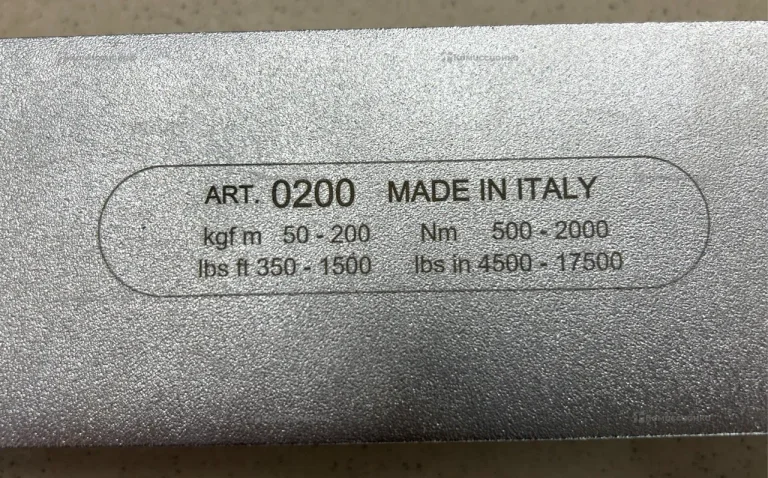 ART. 0200 MADE IN ITALY
kgf m 50 - 200 Nm 500 - 2000
lbs ft 350 - 1500 lbs in 4500 - 17500